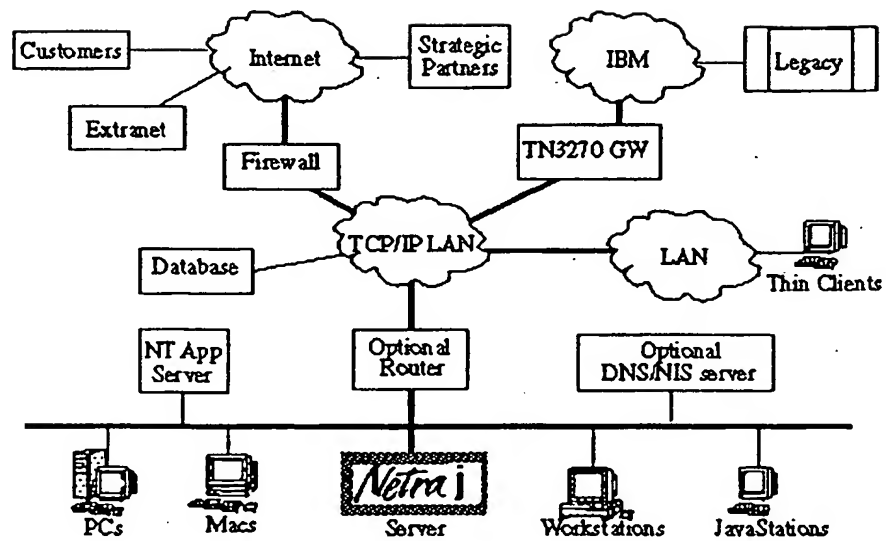 Customers
Internet
Strategic
Partners
IBM
Legacy
Extranet
Firewall
TN3270 GW
TCP/IP LAN
LAN
Database
Thin Clients
NT App
Server
Optional
Router
Optional
DNS/NIS server
PCs
Macs
Netra j
Server
Workstations
JavaStations